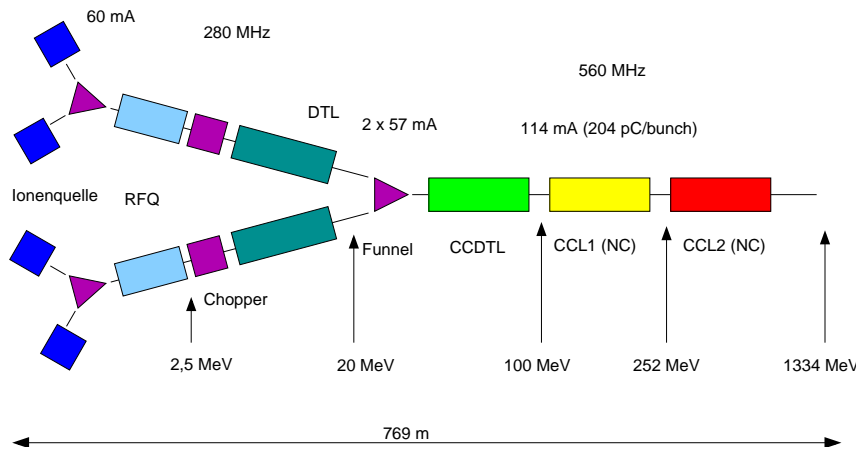 60 mA
280 MHz
560 MHz
DTL
2 x 57 mA
114 mA (204 pC/bunch)
Ionenquelle
RFQ
Funnel
CCDTL
CCL1 (NC)
CCL2 (NC)
Chopper
2,5 MeV
20 MeV
100 MeV
252 MeV
1334 MeV
769 m